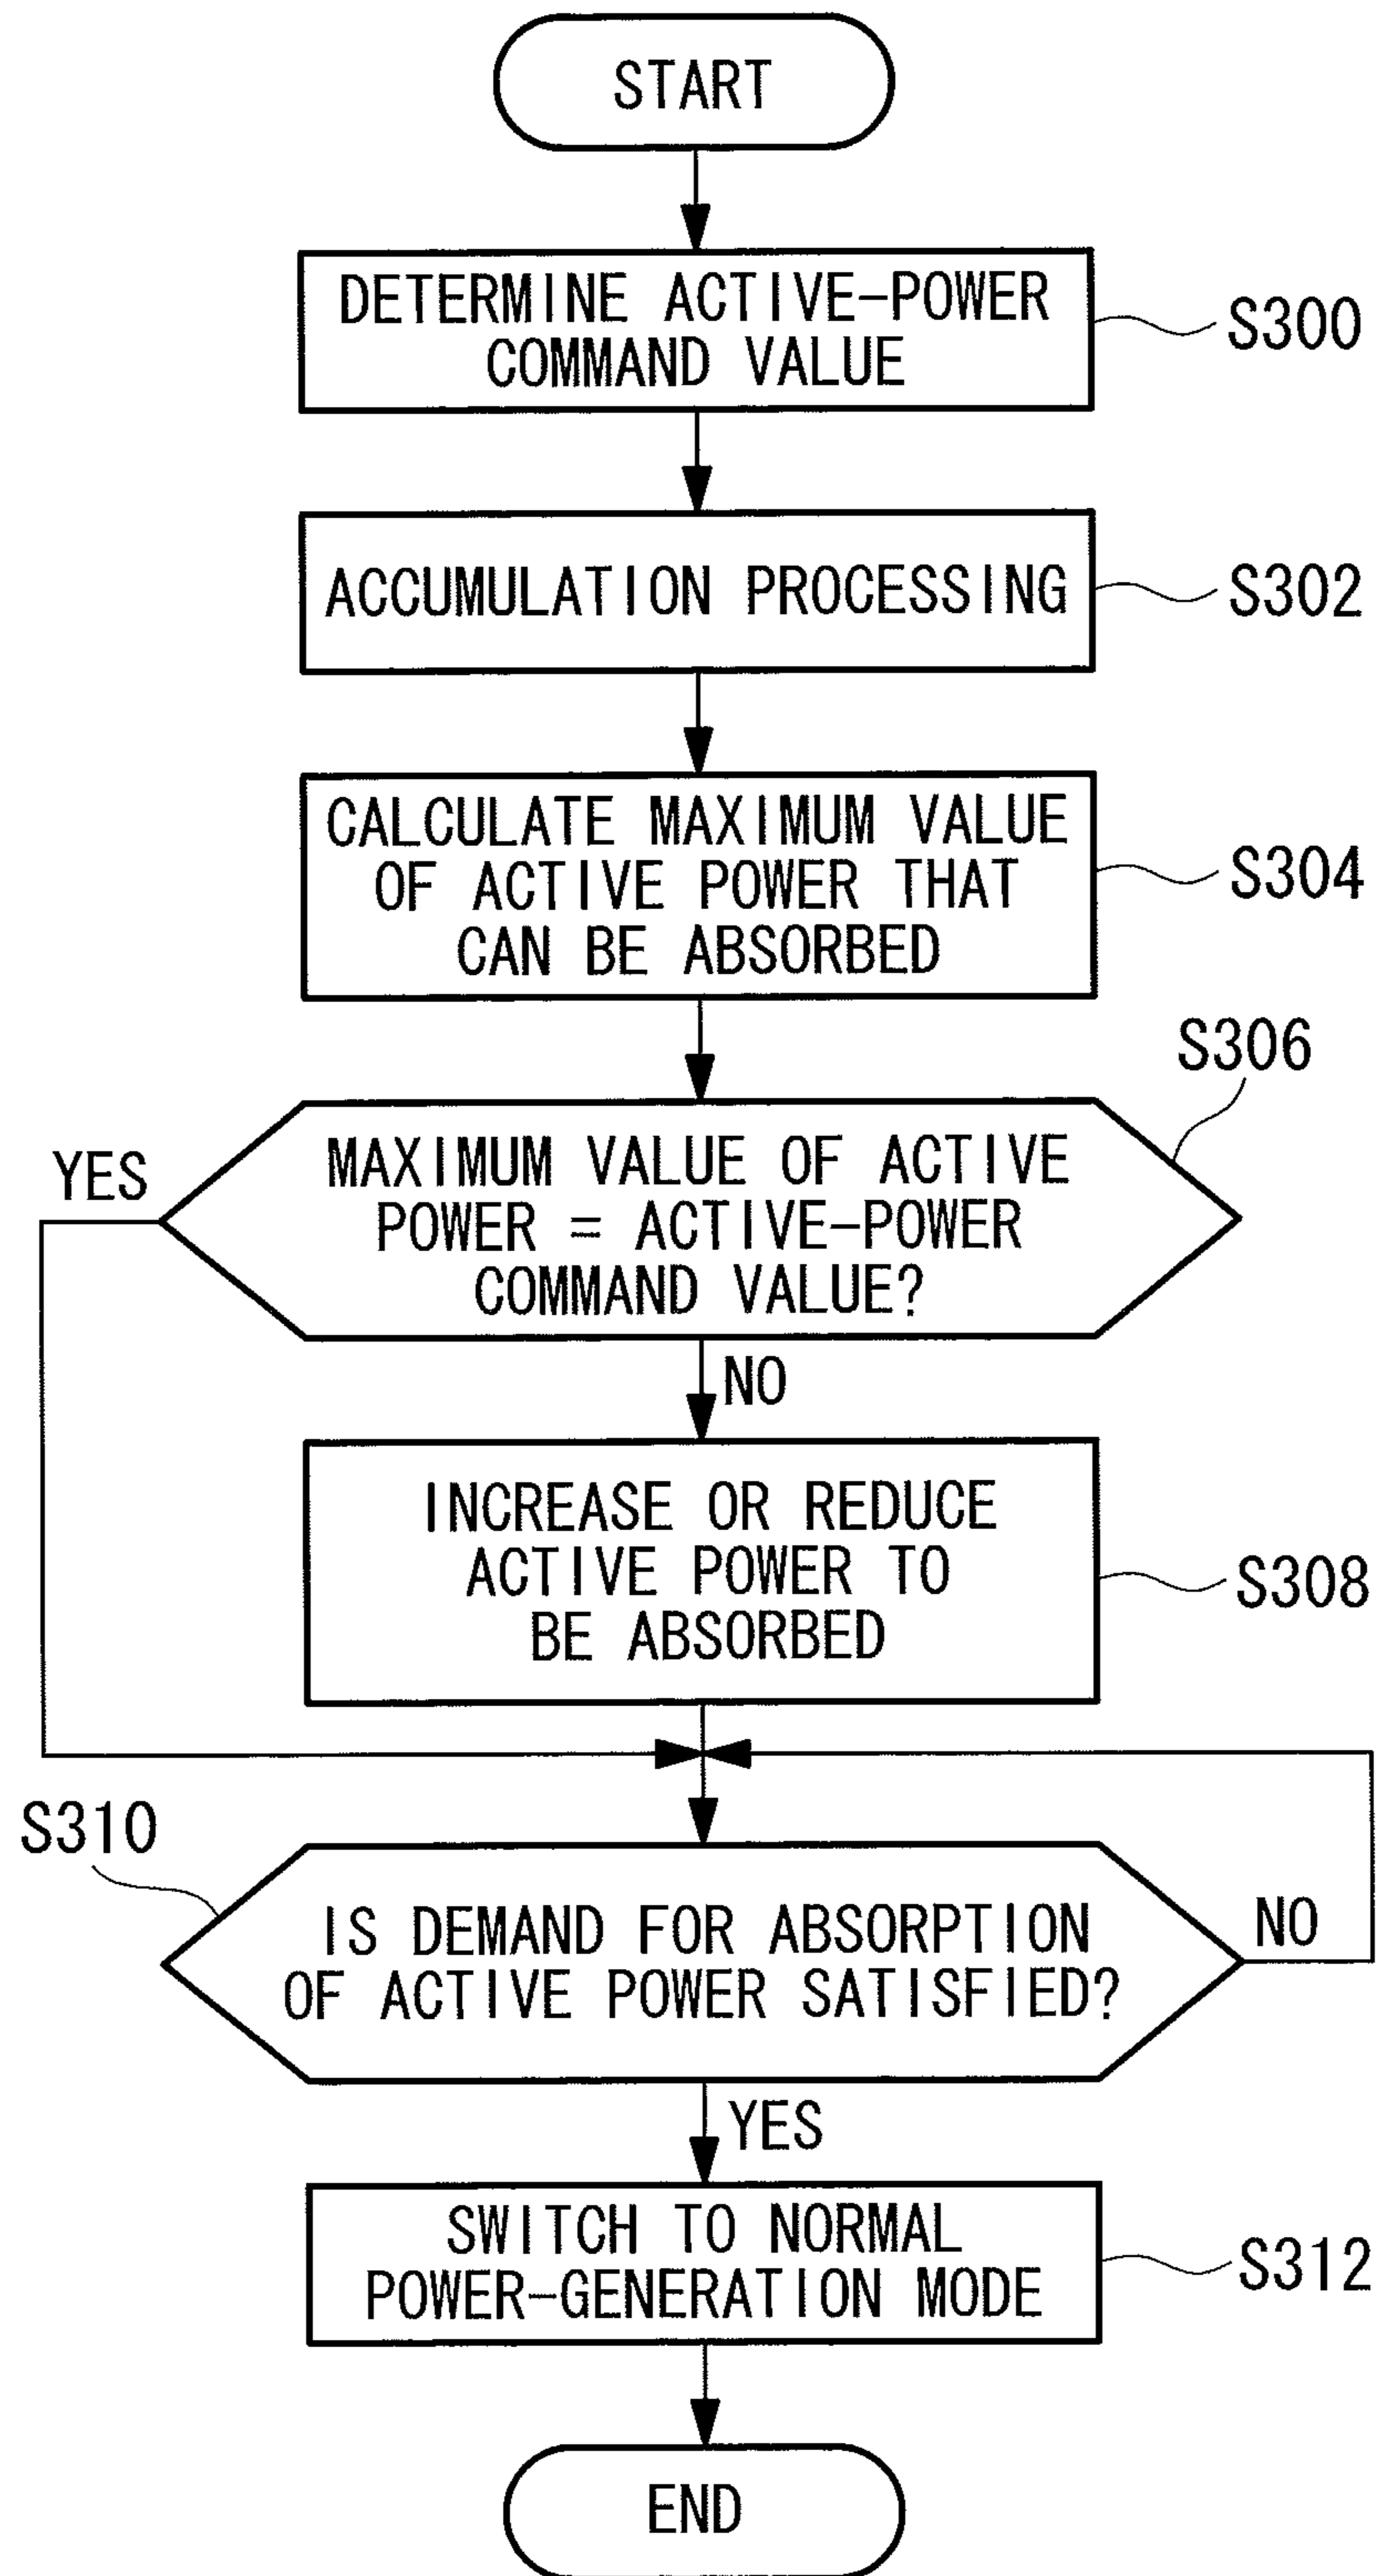 START
DETERMINE ACTIVE-POWER
COMMAND VALUE
S300
ACCUMULATION PROCESSING
S302
CALCULATE MAXIMUM VALUE
OF ACTIVE POWER THAT
CAN BE ABSORBED
S304
S306
YES
MAXIMUM VALUE OF ACTIVE
POWER = ACTIVE-POWER
COMMAND VALUE?
NO
INCREASE OR REDUCE
ACTIVE POWER TO
BE ABSORBED
S308
S310
IS DEMAND FOR ABSORPTION
OF ACTIVE POWER SATISFIED?
NO
YES
SWITCH TO NORMAL
POWER-GENERATION MODE
S312
END